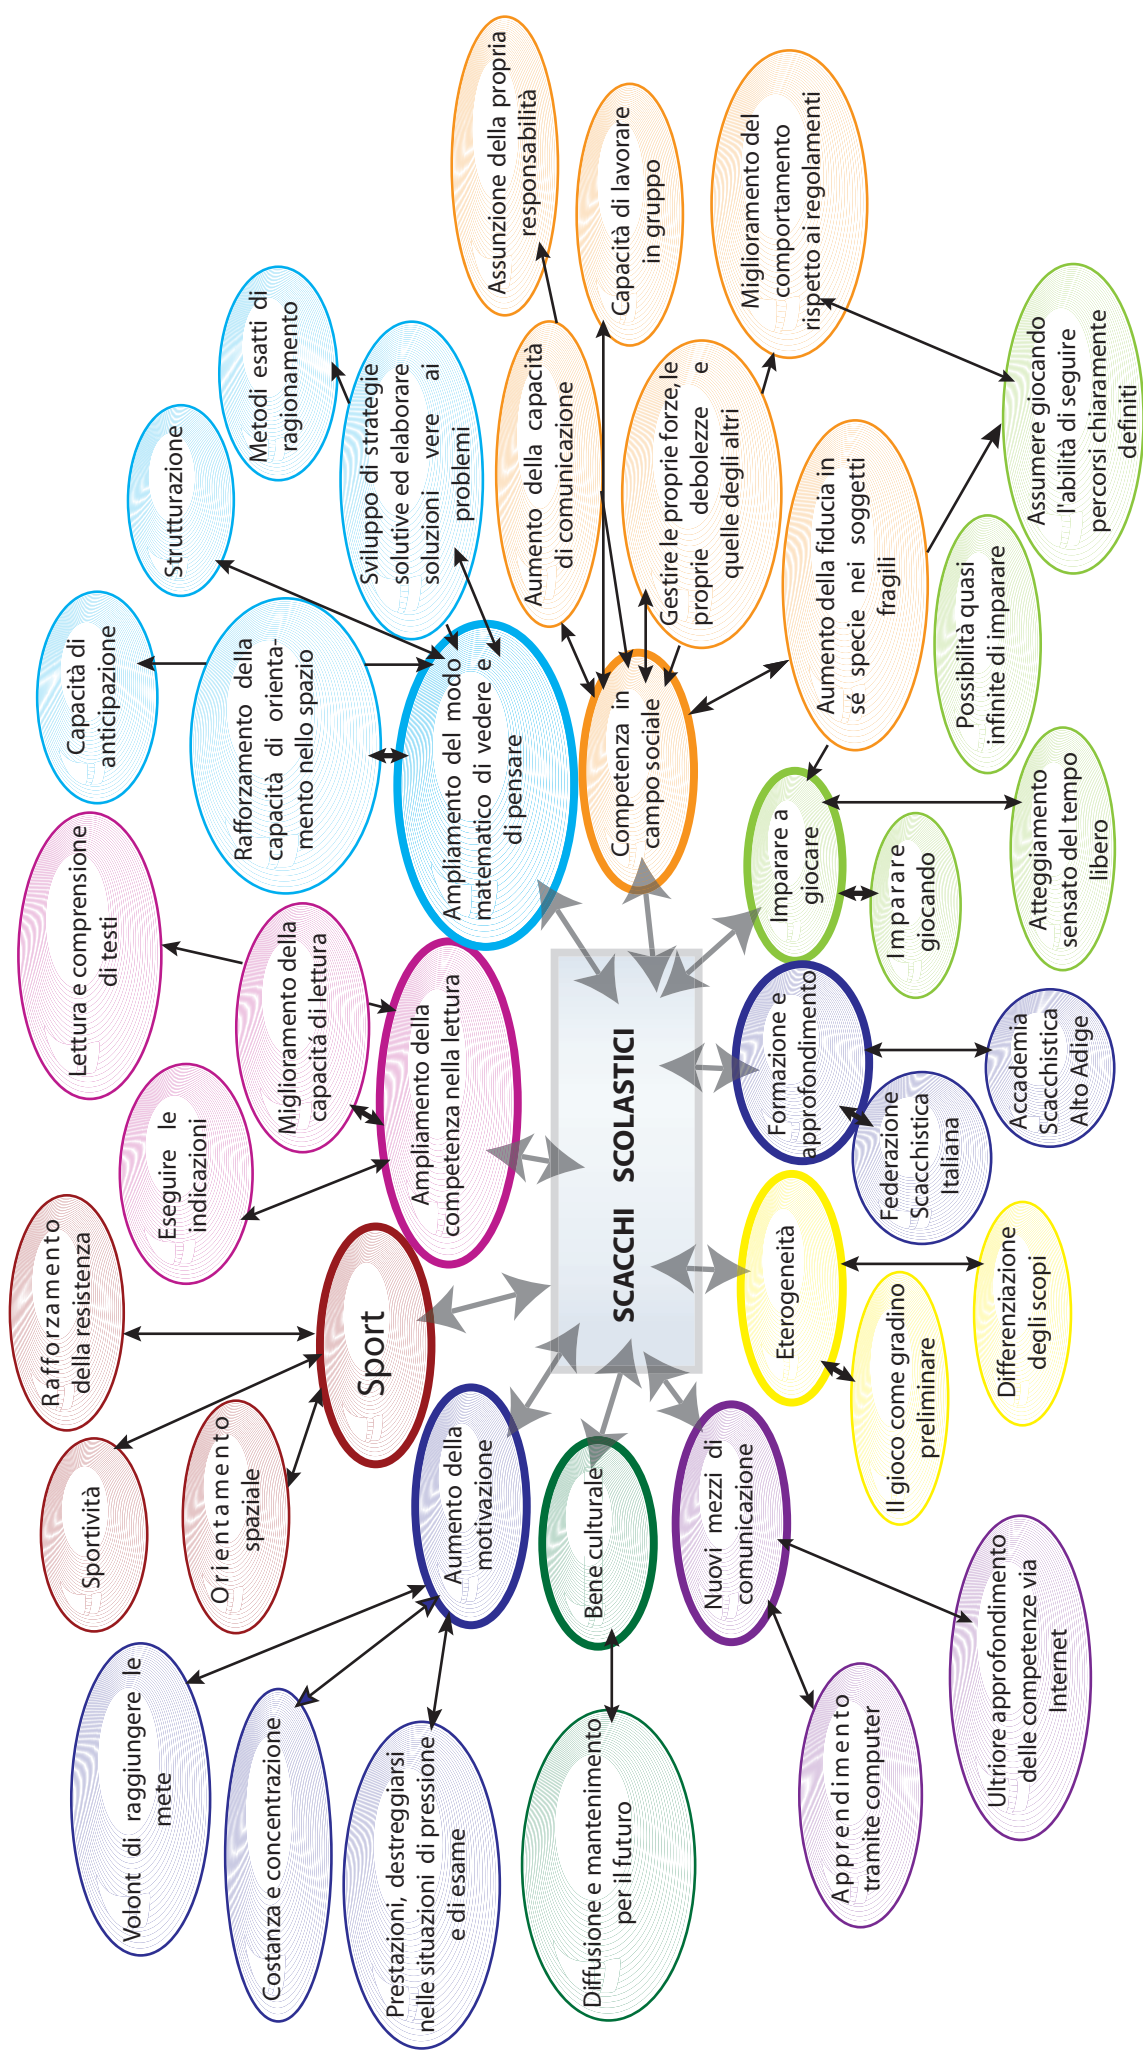 Volont di raggiungere le
mete
Costanza e concentrazione
Prestazioni, destreggiarsi
nelle situazioni di pressione
e di esame
Diffusione e mantenimento
per il futuro
Apprendimento
tramite computer
Ultriore approfondimento
delle competenze via
Internet
Sportività
Orientamento
spaziale
Rafforzamento
della resistenza
Sport
Aumento della
motivazione
Bene culturale
Nuovi mezzi di
comunicazione
Il gioco come gradino
preliminare
Differenziazione
degli scopi
Eterogeneità
SCACCHI SCOLASTICI
Eseguire le
indicazioni
Lettura e comprensione
di testi
Miglioramento della
capacitá di lettura
Ampliamento della
competenza nella lettura
Formazione e
approfondimento
Federazione
Scacchistica
Italiana
Accademia
Scacchistica
Alto Adige
Capacità di
anticipazione
Rafforzamento della
capacità di orienta-
mento nello spazio
Ampliamento del modo
matematico di vedere e
di pensare
Competenza in
campo sociale
Imparare a
giocare
Imparare
giocando
Atteggiamento
sensato del tempo
libero
Possibilità quasi
infinite di imparare
Strutturazione
Metodi esatti di
ragionamento
Sviluppo di strategie
solutive ed elaborare
soluzioni vere ai
problemi
Aumento della capacità
di comunicazione
Gestire le proprie forze, le
proprie debolezze e
quelle degli altri
Aumento della fiducia in
sé specie nei soggetti
fragili
Assumere giocando
l'abilità di seguire
percorsi chiaramente
definiti
Assunzione della propria
responsabilità
Capacità di lavorare
in gruppo
Miglioramento del
comportamento
rispetto ai regolamenti